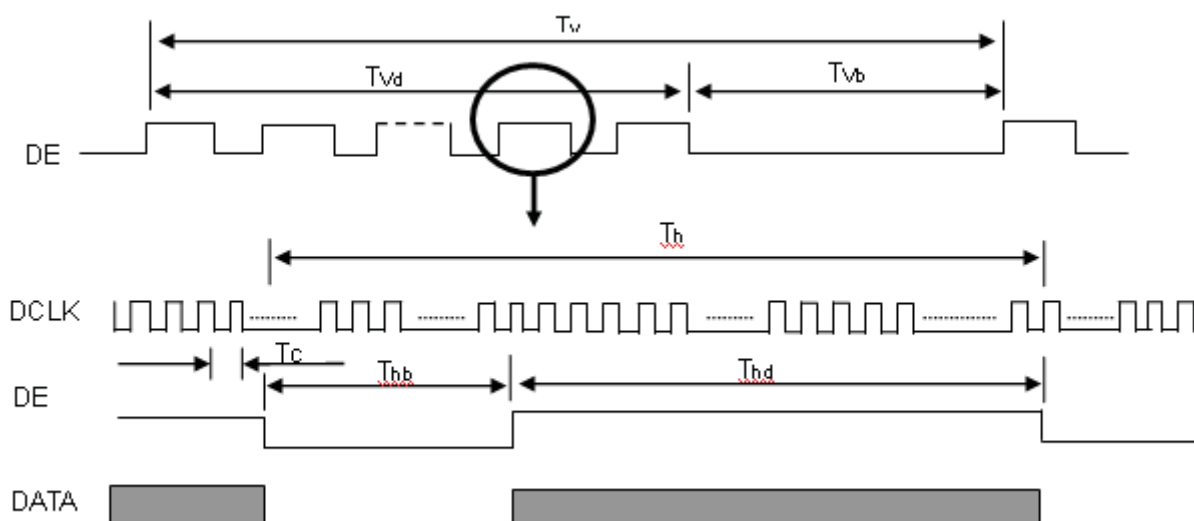 Tv
Tvd
Tvb
DE
Th
DCLK
Tc
Thb
Thd
DE
DATA